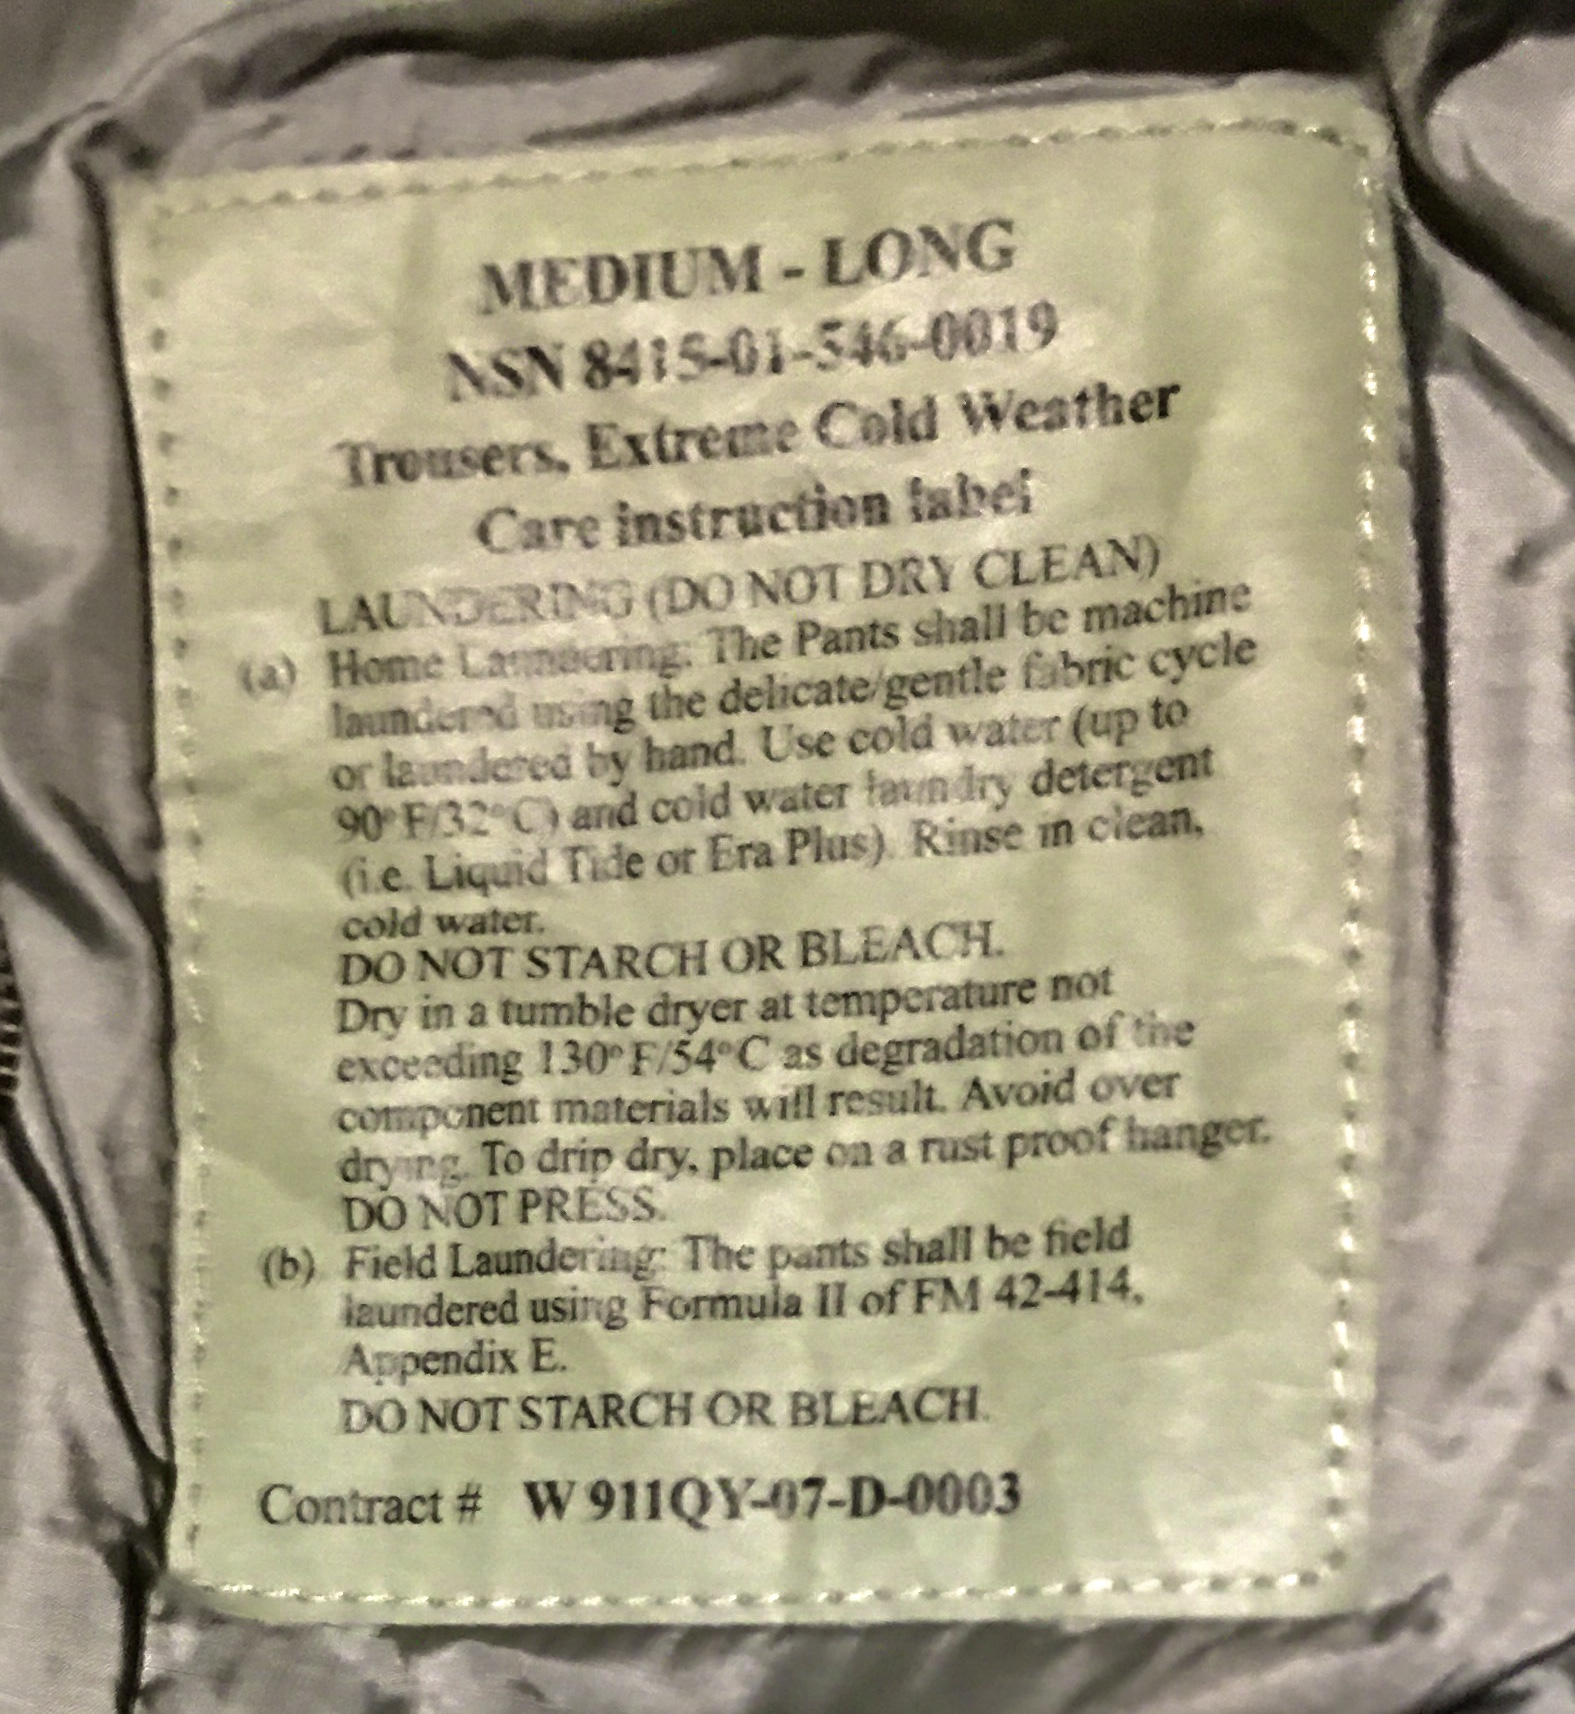 MEDIUM - LONG
NSN 8415-01-546-0019
Trousers, Extreme Cold Weather
Care instruction label
LAUNDERING (DO NOT DRY CLEAN)
(a) Home Laundering: The Pants shall be machine
laundered using the delicate/gentle fabric cycle
or laundered by hand. Use cold water (up to
90° F/32° C) and cold water laundry detergent
(i.e. Liquid Tide or Era Plus). Rinse in clean,
cold water.
DO NOT STARCH OR BLEACH.
Dry in a tumble dryer at temperature not
exceeding 130° F/54° C as degradation of the
component materials will result. Avoid over
drying. To drip dry, place on a rust proof hanger.
DO NOT PRESS.
(b) Field Laundering: The pants shall be field
laundered using Formula II of FM 42-414,
Appendix E.
DO NOT STARCH OR BLEACH.
Contract # W 911QY-07-D-0003